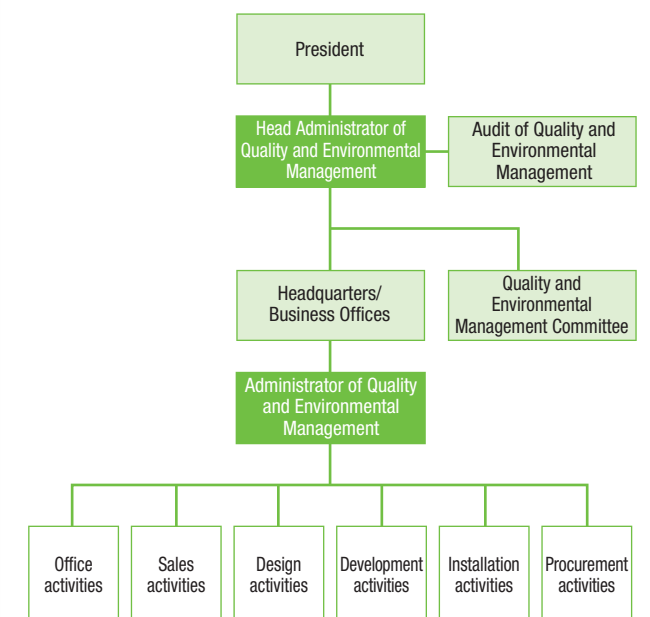 President
Head Administrator of
Quality and Environmental
Management
Audit of Quality and
Environmental
Management
Headquarters/
Business Offices
Quality and
Environmental
Management Committee
Administrator of Quality
and Environmental
Management
Office
activities
Sales
activities
Design
activities
Development
activities
Installation
activities
Procurement
activities